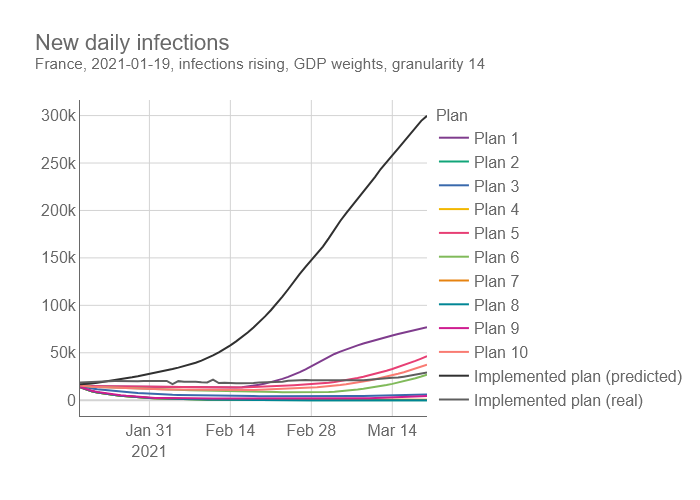 New daily infections
France, 2021-01-19, infections rising, GDP weights, granularity 14
300k
250k
200k
150k
100k
50k
0
Jan 31
2021
Feb 14
Feb 28
Mar 14
Plan
Plan 1
Plan 2
Plan 3
Plan 4
Plan 5
Plan 6
Plan 7
Plan 8
Plan 9
Plan 10
Implemented plan (predicted)
Implemented plan (real)